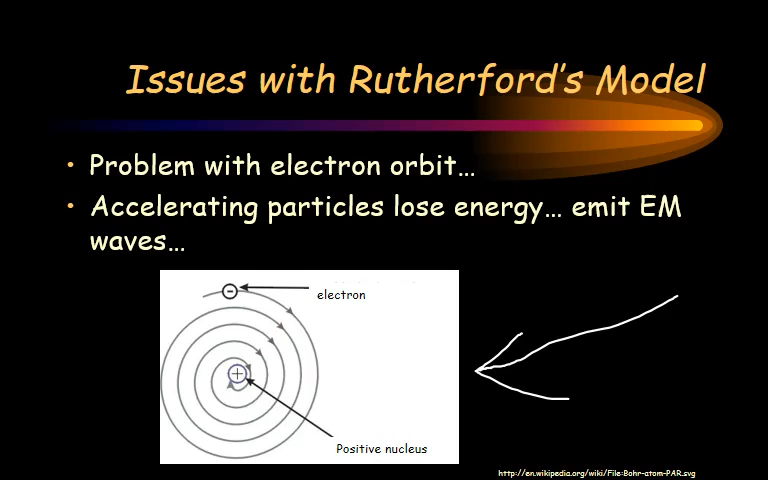 Issues with Rutherford's Model
• Problem with electron orbit...
• Accelerating particles lose energy... emit EM
waves...
electron
Positive nucleus
http://en.wikipedia.org/wiki/File:Bohr-atom-PAR.svg